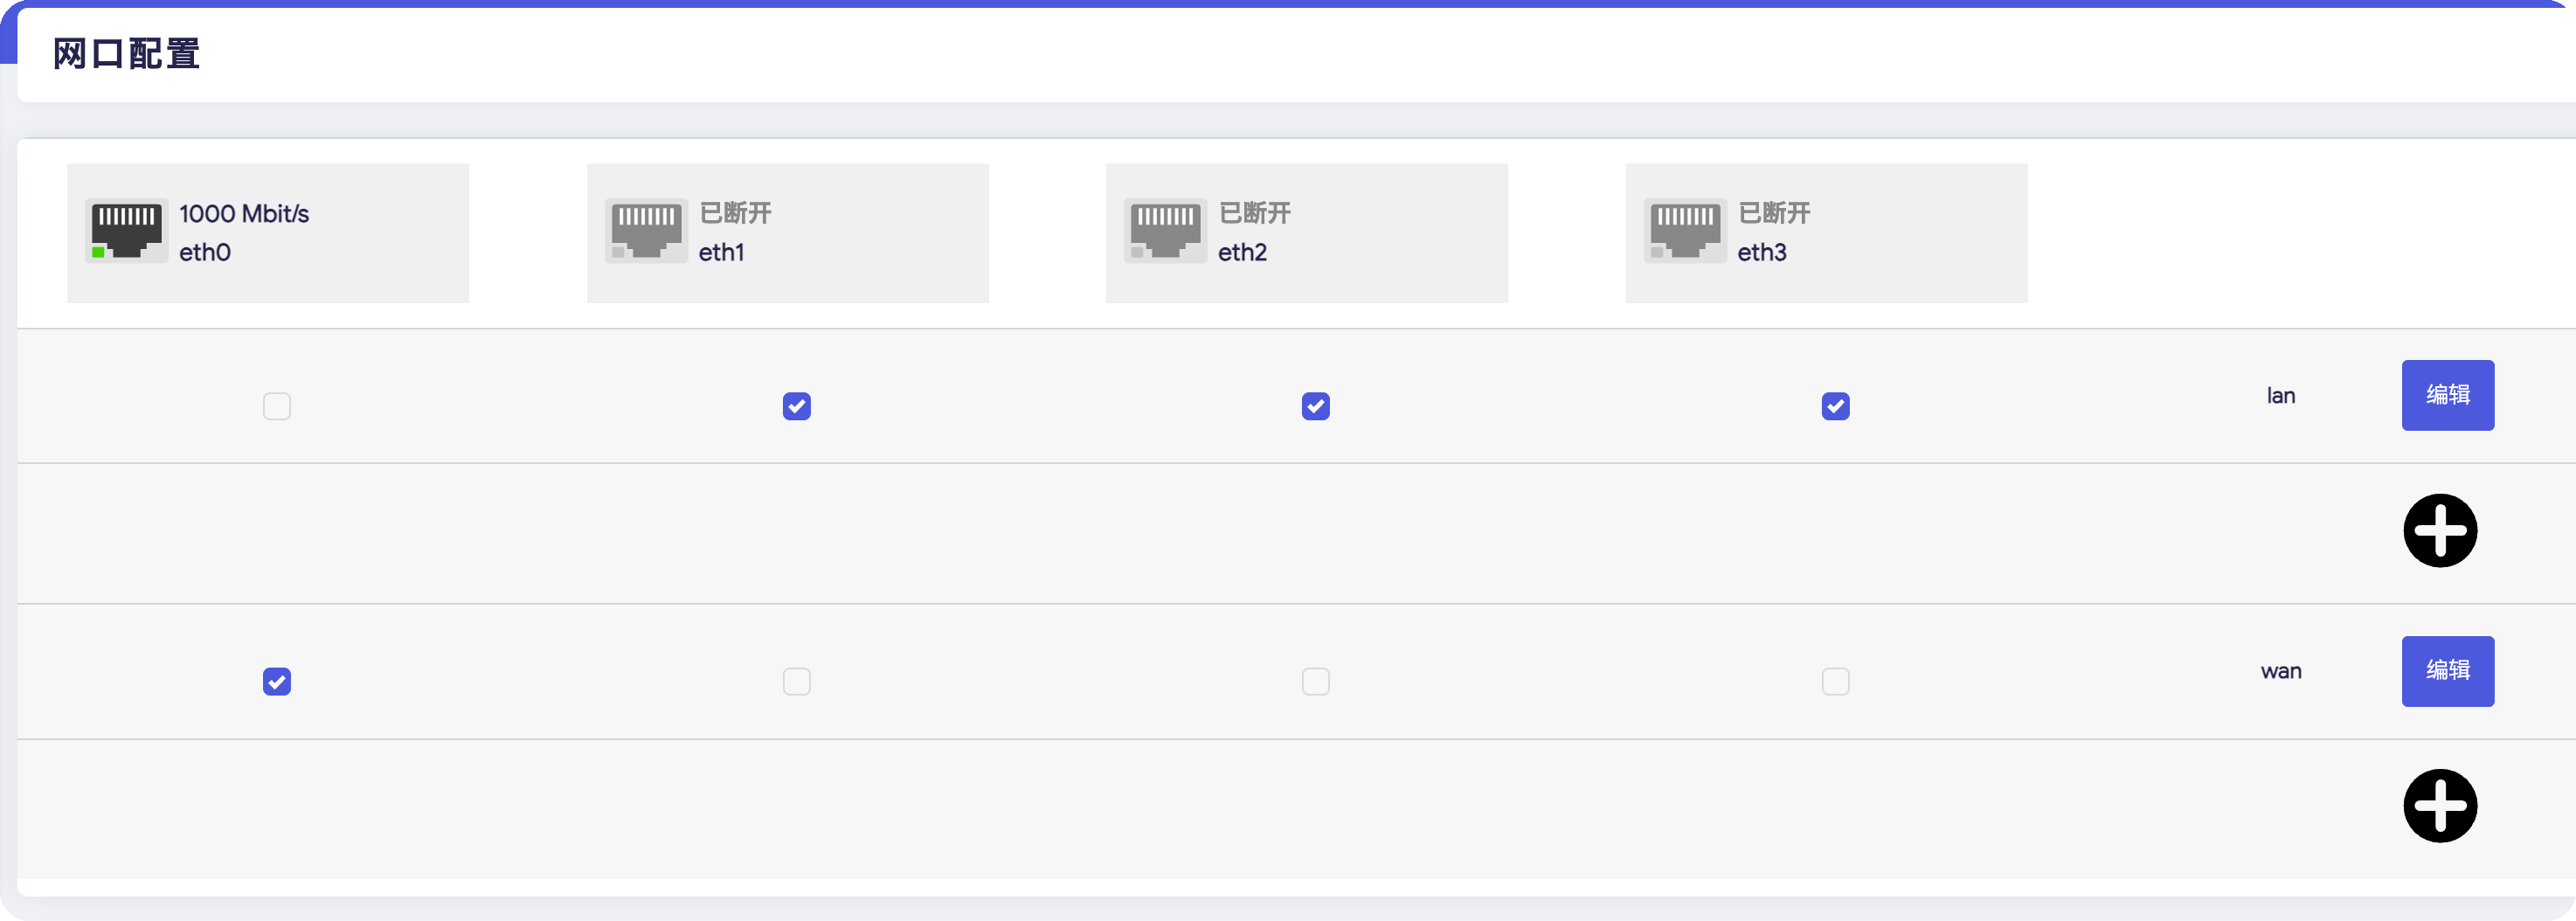 网口配置
1000 Mbit/s
eth0
已断开
eth1
已断开
eth2
已断开
eth3
lan
编辑
wan
编辑